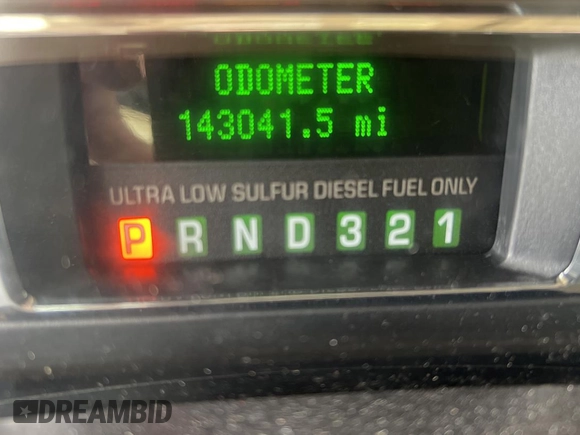 ODOMETER
143041.5 mi
ULTRA LOW SULFUR DIESEL FUEL ONLY
P R N D 3 2 1
DREAMBID